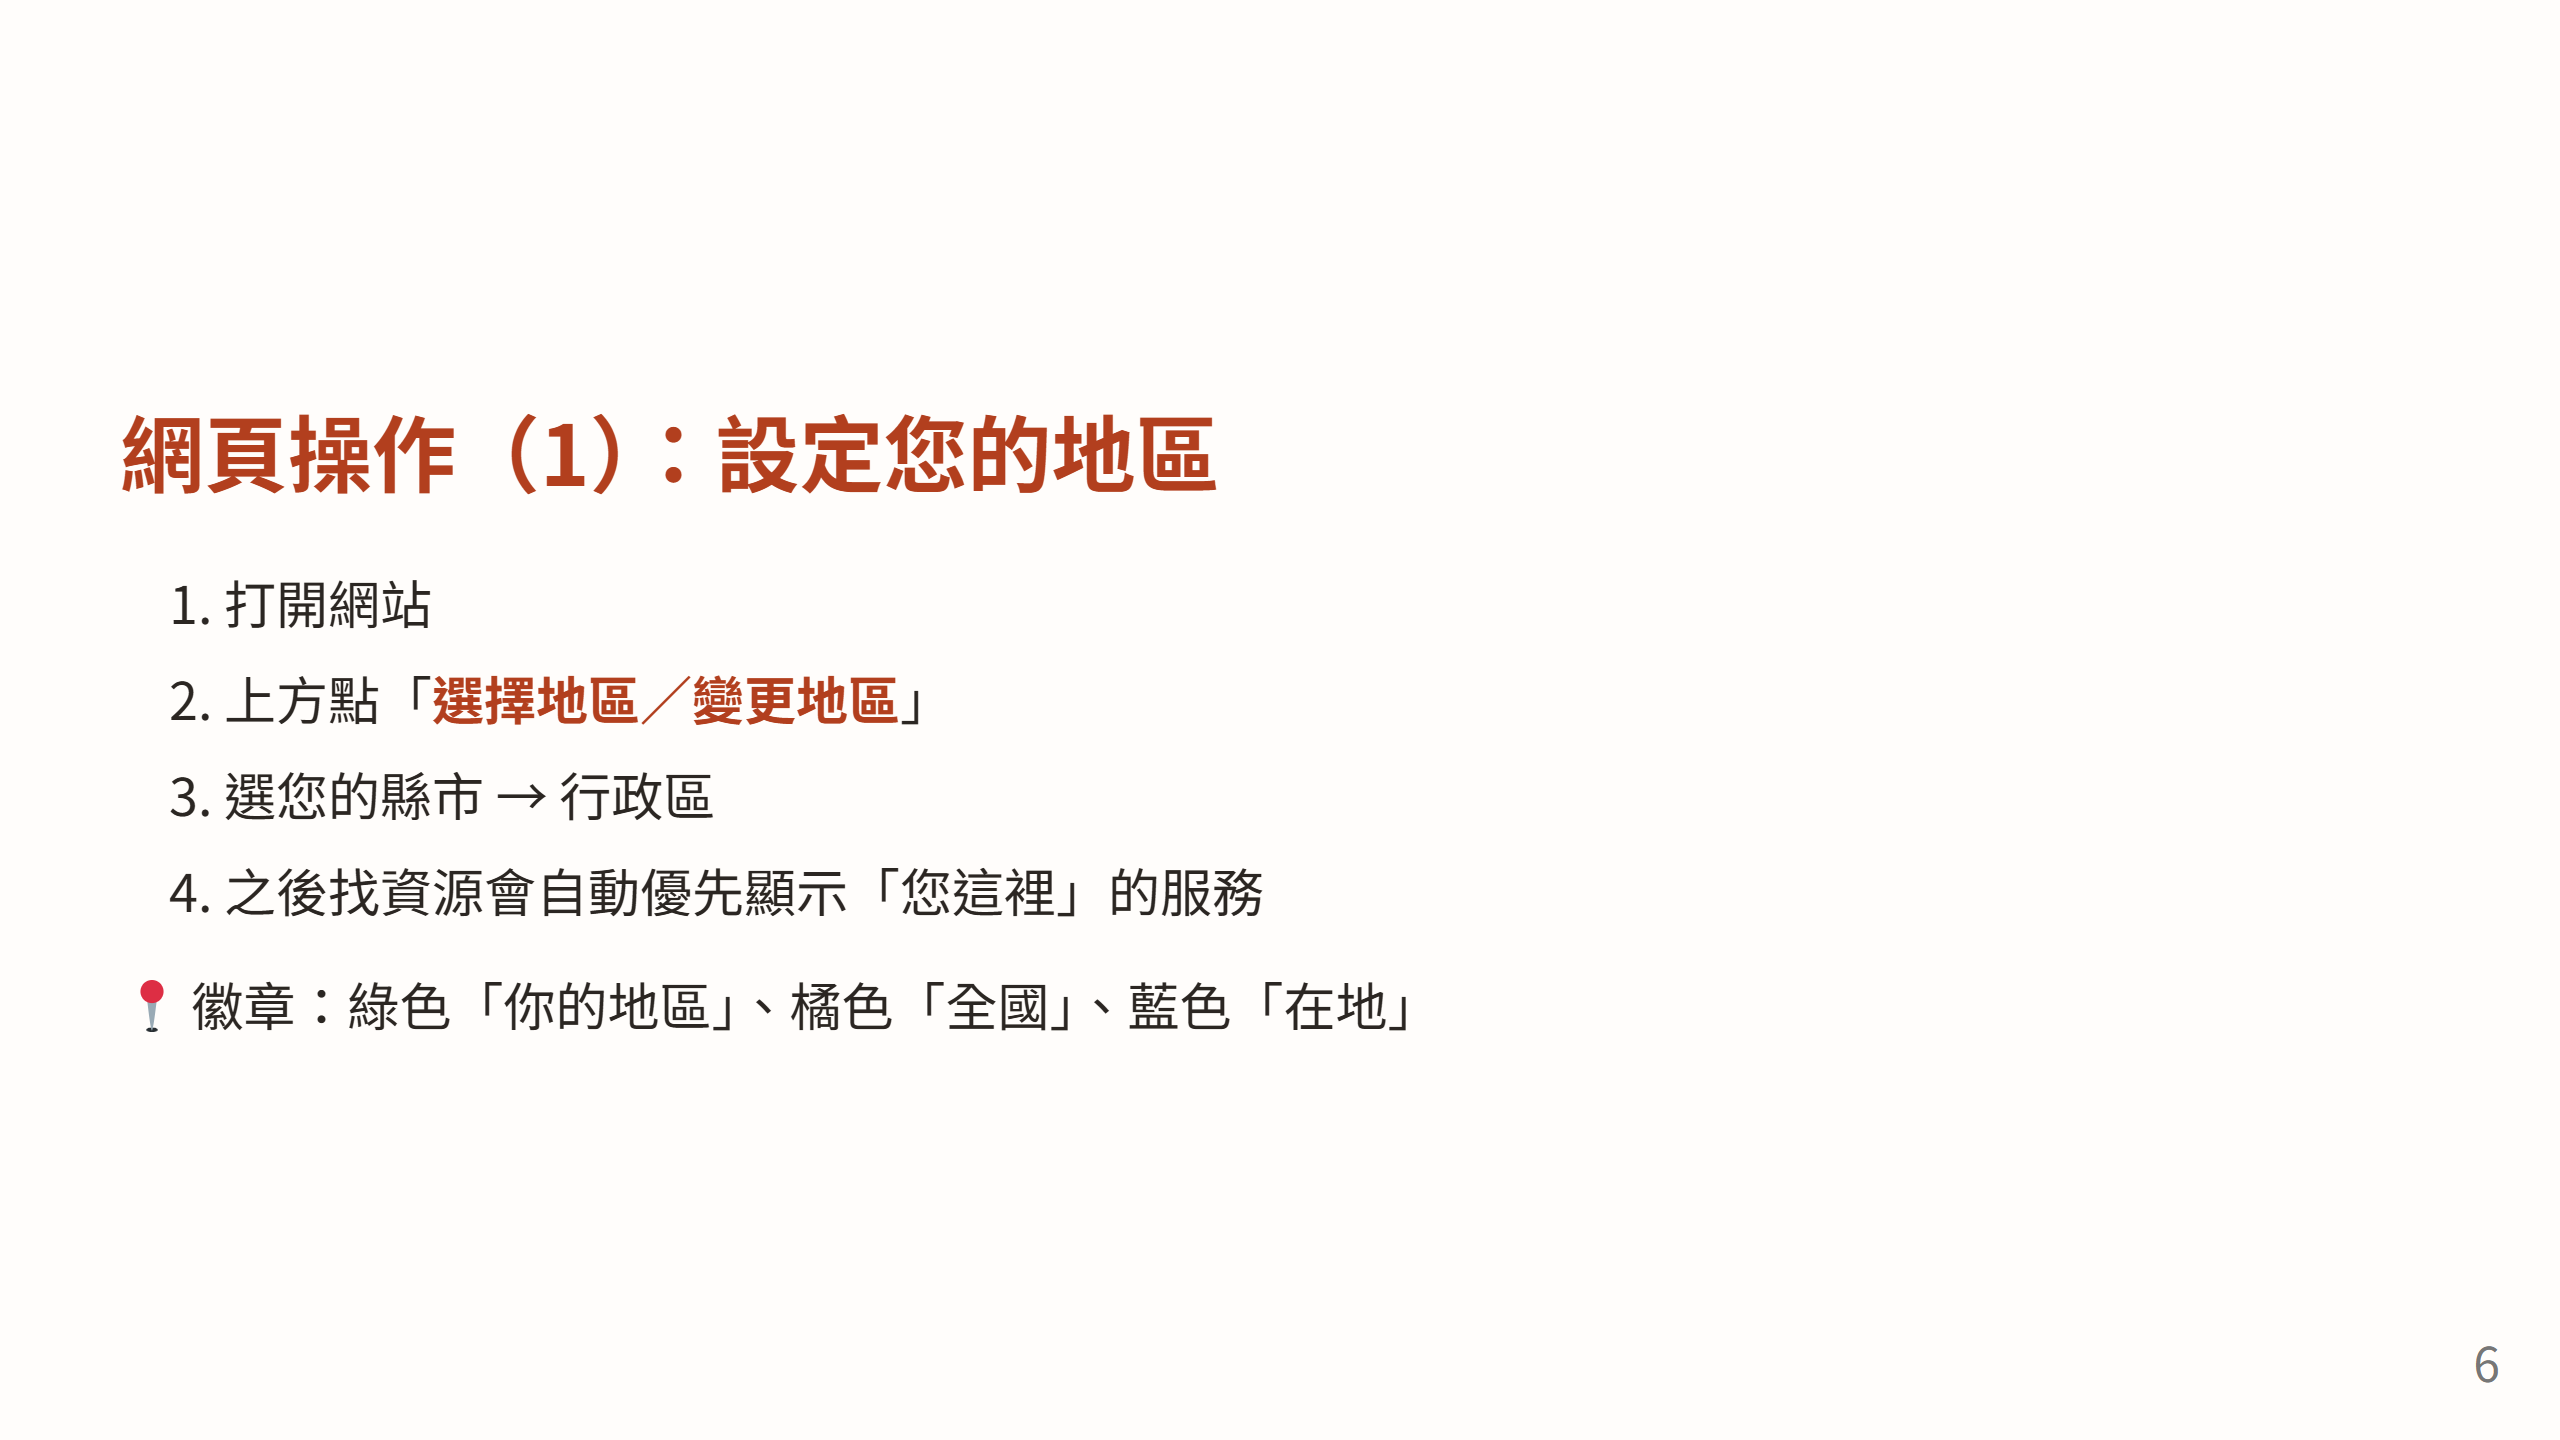 網頁操作（1）：設定您的地區
1. 打開網站
2. 上方點「選擇地區／變更地區」
3. 選您的縣市 → 行政區
4. 之後找資源會自動優先顯示「您這裡」的服務
📍 徽章：綠色「你的地區」、橘色「全國」、藍色「在地」
6